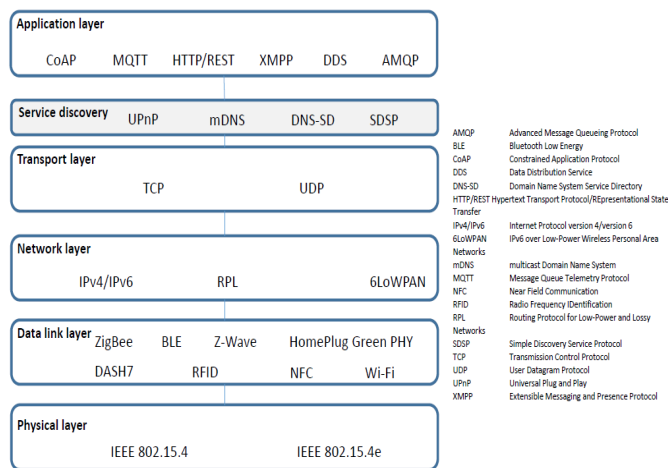 Application layer
CoAP MQTT HTTP/REST XMPP DDS AMQP
Service discovery
UPnP mDNS DNS-SD SDSP
Transport layer
TCP UDP
Network layer
IPv4/IPv6 RPL 6LoWPAN
Data link layer
ZigBee BLE Z-Wave HomePlug Green PHY
DASH7 RFID NFC Wi-Fi
Physical layer
IEEE 802.15.4 IEEE 802.15.4e
AMQP Advanced Message Queueing Protocol
BLE Bluetooth Low Energy
CoAP Constrained Application Protocol
DDS Data Distribution Service
DNS-SD Domain Name System Service Directory
HTTP/REST Hypertext Transport Protocol/REpresentational State
Transfer
IPv4/IPv6 Internet Protocol version 4/version 6
6LoWPAN IPv6 over Low-Power Wireless Personal Area
Networks
mDNS multicast Domain Name System
MQTT Message Queue Telemetry Protocol
NFC Near Field Communication
RFID Radio Frequency IDentification
RPL Routing Protocol for Low-Power and Lossy
Networks
SDSP Simple Discovery Service Protocol
TCP Transmission Control Protocol
UDP User Datagram Protocol
UPnP Universal Plug and Play
XMPP Extensible Messaging and Presence Protocol